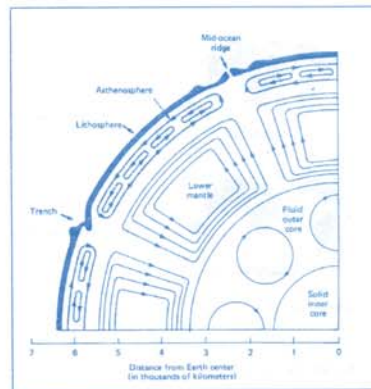 Mid-ocean
ridge
Asthenosphere
Lithosphere
Trench
Lower
mantle
Fluid
outer
core
Solid
inner
core
7 6 5 4 3 2 1 0
Distance from Earth center
(in thousands of kilometers)